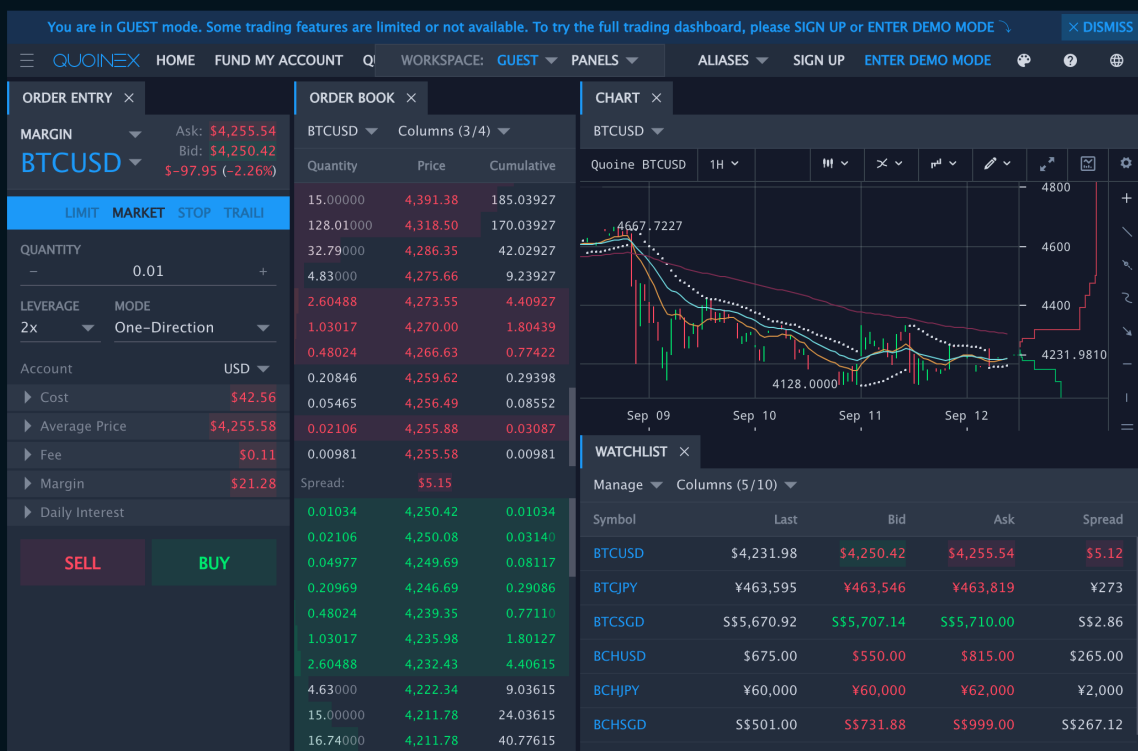 You are in GUEST mode. Some trading features are limited or not available. To try the full trading dashboard, please SIGN UP or ENTER DEMO MODE
DISMISS
QUOINEX HOME FUND MY ACCOUNT WORKSPACE: GUEST PANELS ALIASES SIGN UP ENTER DEMO MODE
ORDER ENTRY
MARGIN
BTCUSD
Ask: $4,255.54
Bid: $4,250.42
$-97.95 (-2.26%)
LIMIT MARKET STOP TRAILI
QUANTITY
− 0.01 +
LEVERAGE MODE
2x One-Direction
Account USD
Cost $42.56
Average Price $4,255.58
Fee $0.11
Margin $21.28
Daily Interest
SELL BUY
ORDER BOOK
BTCUSD Columns (3/4)
Quantity Price Cumulative
15.00000 4,391.38 185.03927
128.01000 4,318.50 170.03927
32.79000 4,286.35 42.02927
4.83000 4,275.66 9.23927
2.60488 4,273.55 4.40927
1.03017 4,270.00 1.80439
0.48024 4,266.63 0.77422
0.20846 4,259.62 0.29398
0.05465 4,256.49 0.08552
0.02106 4,255.88 0.03087
0.00981 4,255.58 0.00981
Spread: $5.15
0.01034 4,250.42 0.01034
0.02106 4,250.08 0.03140
0.04977 4,249.69 0.08117
0.20969 4,246.69 0.29086
0.48024 4,239.35 0.77110
1.03017 4,235.98 1.80127
2.60488 4,232.43 4.40615
4.63000 4,222.34 9.03615
15.00000 4,211.78 24.03615
16.74000 4,211.78 40.77615
CHART
BTCUSD
Quoine BTCUSD 1H
4800
4667.7227
4600
4400
4231.9810
4128.0000
Sep 09 Sep 10 Sep 11 Sep 12
WATCHLIST
Manage Columns (5/10)
Symbol Last Bid Ask Spread
BTCUSD $4,231.98 $4,250.42 $4,255.54 $5.12
BTCJPY ¥463,595 ¥463,546 ¥463,819 ¥273
BTCSGD S$5,670.92 S$5,707.14 S$5,710.00 S$2.86
BCHUSD $675.00 $550.00 $815.00 $265.00
BCHJPY ¥60,000 ¥60,000 ¥62,000 ¥2,000
BCHSGD S$501.00 S$731.88 S$999.00 S$267.12